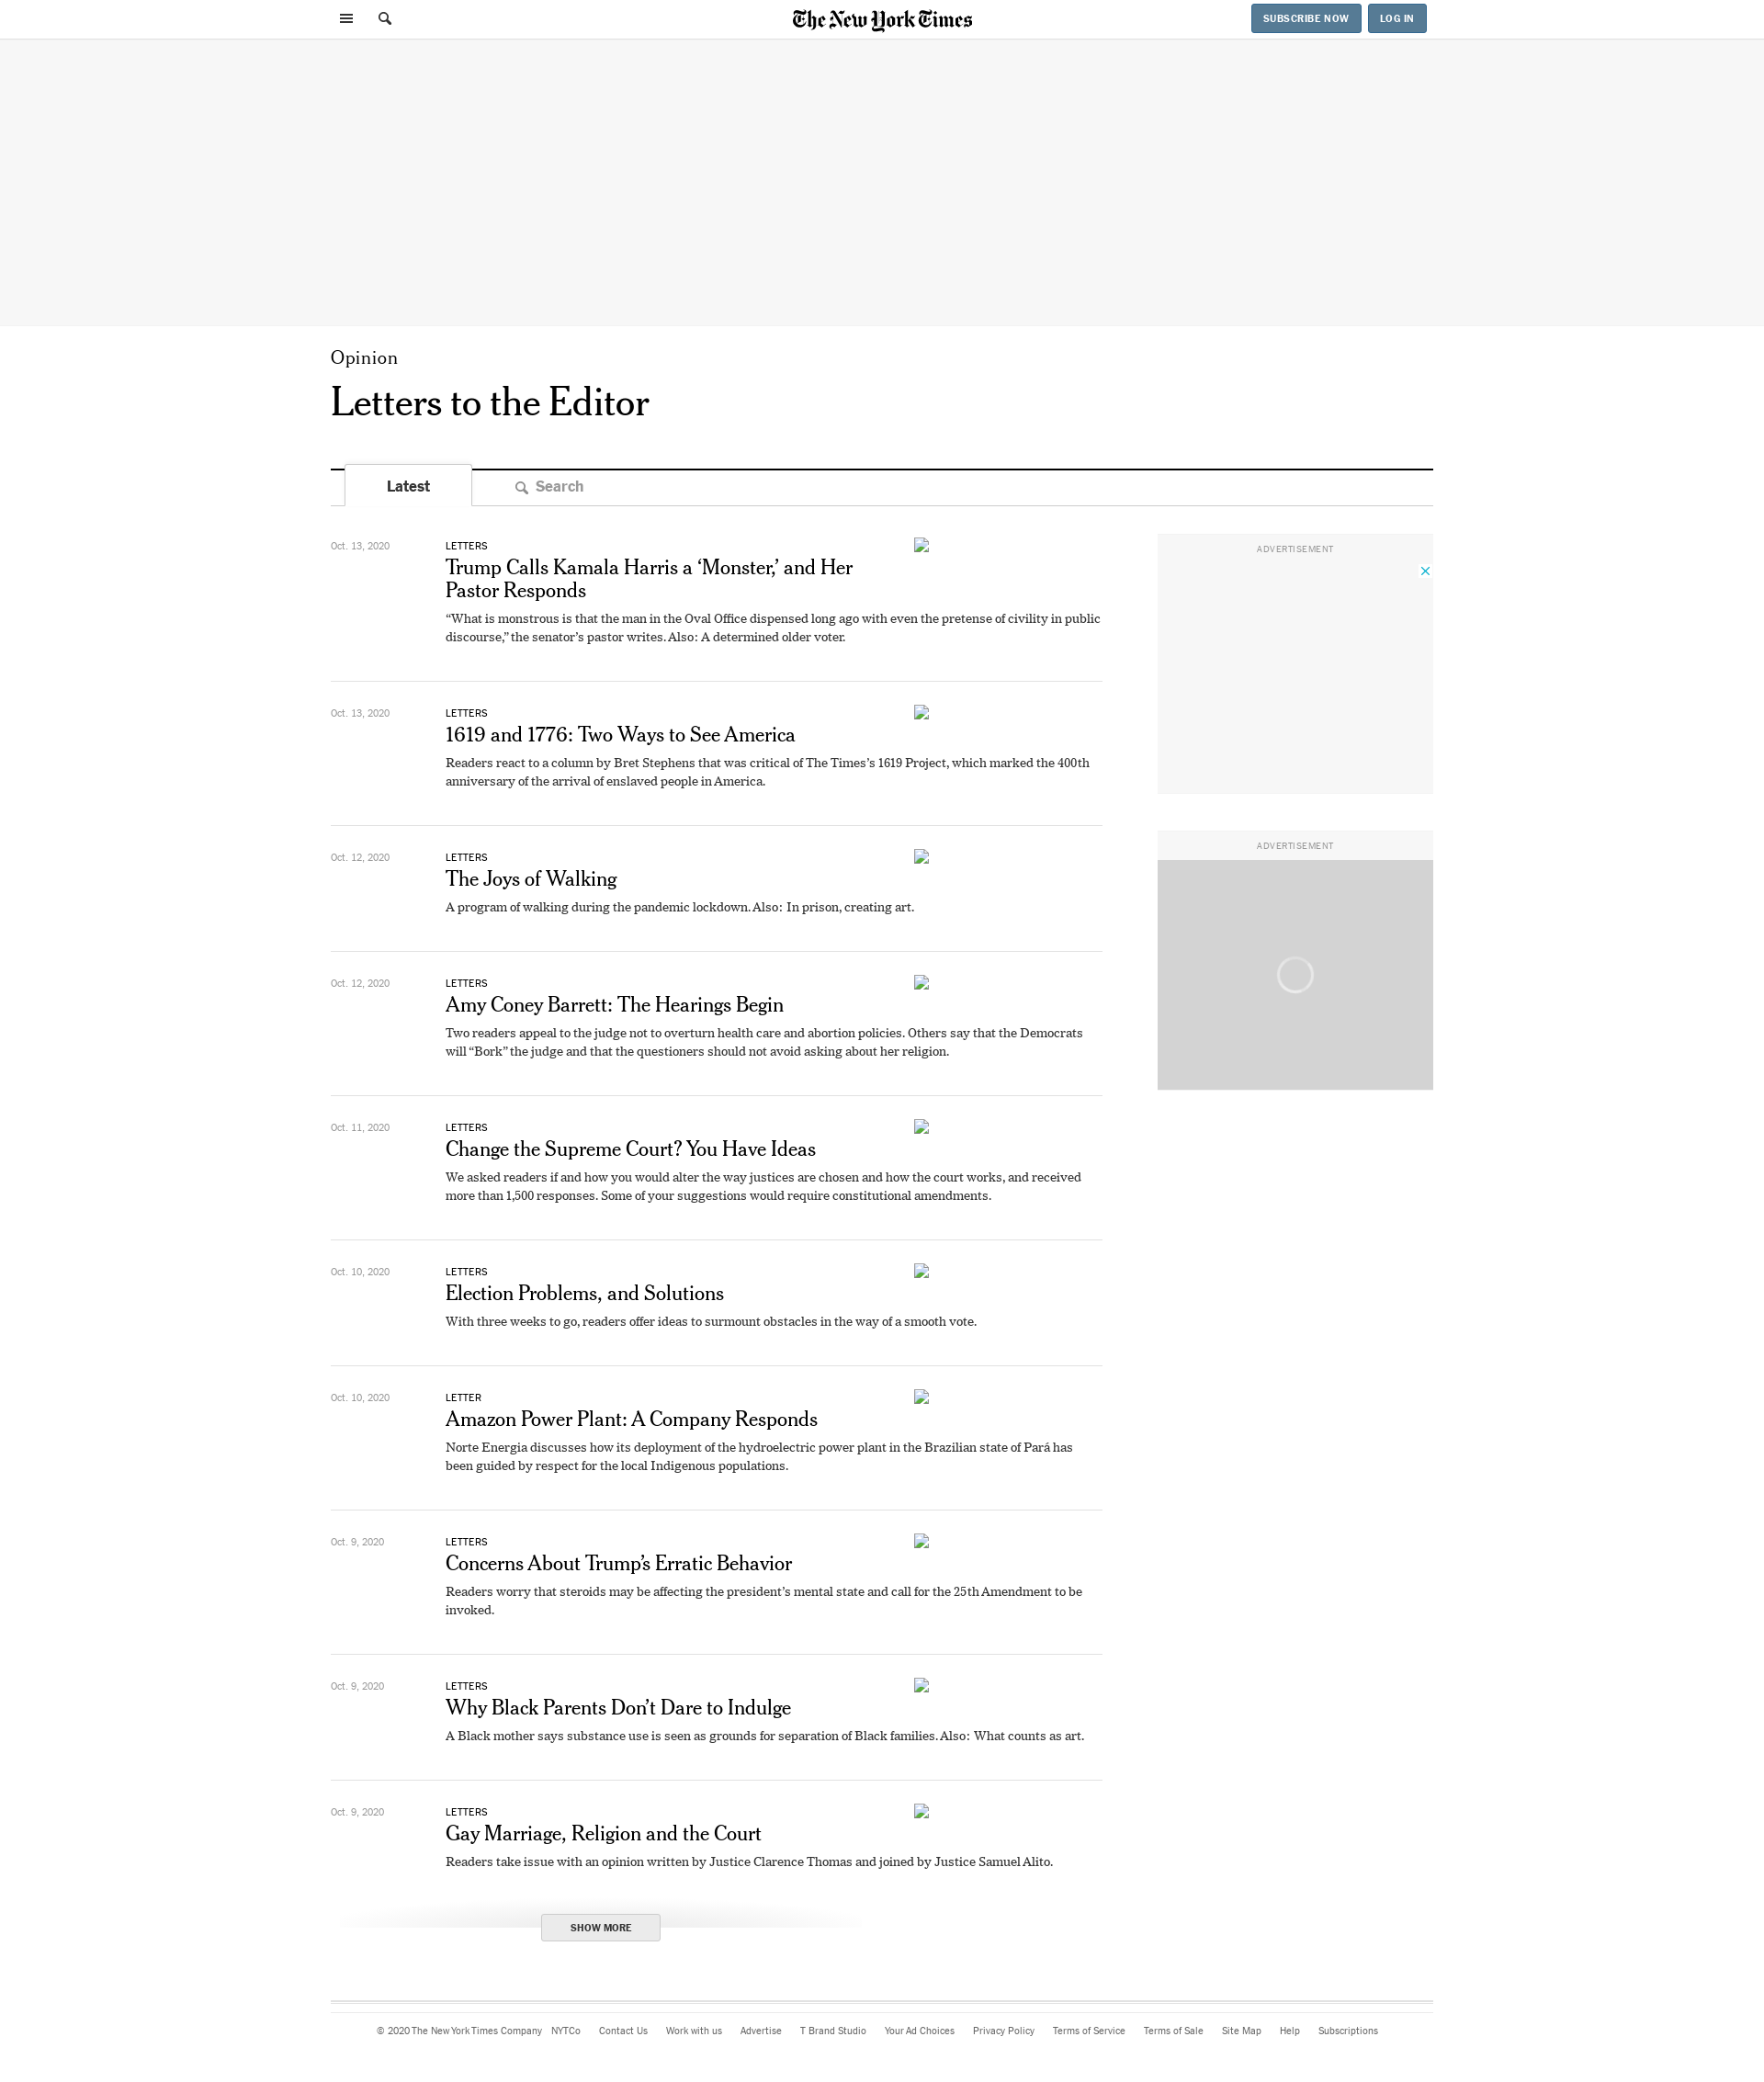 The New York Times
SUBSCRIBE NOW
LOG IN
Opinion
Letters to the Editor
Latest
Search
Oct. 13, 2020
LETTERS
Trump Calls Kamala Harris a ‘Monster,’ and Her
Pastor Responds
“What is monstrous is that the man in the Oval Office dispensed long ago with even the pretense of civility in public
discourse,” the senator’s pastor writes. Also: A determined older voter.
ADVERTISEMENT
Oct. 13, 2020
LETTERS
1619 and 1776: Two Ways to See America
Readers react to a column by Bret Stephens that was critical of The Times’s 1619 Project, which marked the 400th
anniversary of the arrival of enslaved people in America.
ADVERTISEMENT
Oct. 12, 2020
LETTERS
The Joys of Walking
A program of walking during the pandemic lockdown. Also: In prison, creating art.
Oct. 12, 2020
LETTERS
Amy Coney Barrett: The Hearings Begin
Two readers appeal to the judge not to overturn health care and abortion policies. Others say that the Democrats
will “Bork” the judge and that the questioners should not avoid asking about her religion.
Oct. 11, 2020
LETTERS
Change the Supreme Court? You Have Ideas
We asked readers if and how you would alter the way justices are chosen and how the court works, and received
more than 1,500 responses. Some of your suggestions would require constitutional amendments.
Oct. 10, 2020
LETTERS
Election Problems, and Solutions
With three weeks to go, readers offer ideas to surmount obstacles in the way of a smooth vote.
Oct. 10, 2020
LETTER
Amazon Power Plant: A Company Responds
Norte Energia discusses how its deployment of the hydroelectric power plant in the Brazilian state of Pará has
been guided by respect for the local Indigenous populations.
Oct. 9, 2020
LETTERS
Concerns About Trump’s Erratic Behavior
Readers worry that steroids may be affecting the president’s mental state and call for the 25th Amendment to be
invoked.
Oct. 9, 2020
LETTERS
Why Black Parents Don’t Dare to Indulge
A Black mother says substance use is seen as grounds for separation of Black families. Also: What counts as art.
Oct. 9, 2020
LETTERS
Gay Marriage, Religion and the Court
Readers take issue with an opinion written by Justice Clarence Thomas and joined by Justice Samuel Alito.
SHOW MORE
© 2020 The New York Times Company NYTCo Contact Us Work with us Advertise T Brand Studio Your Ad Choices Privacy Policy Terms of Service Terms of Sale Site Map Help Subscriptions